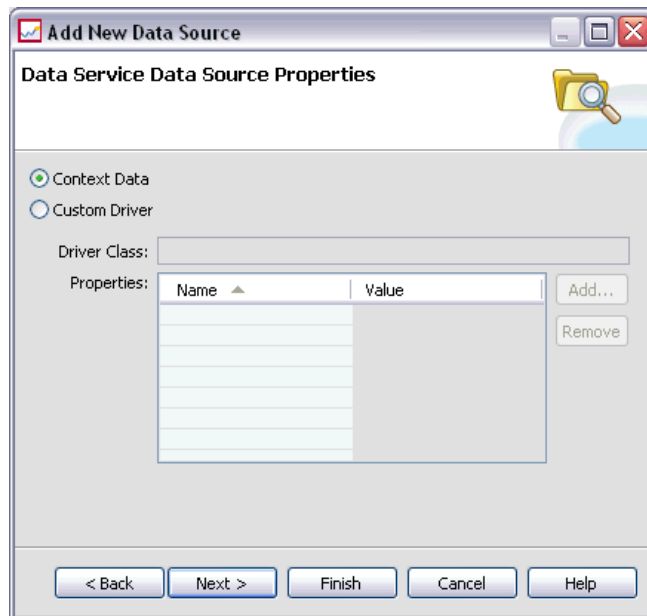 Add New Data Source
Data Service Data Source Properties
Context Data
Custom Driver
Driver Class:
Properties:
Name Value
Add...
Remove
< Back Next > Finish Cancel Help